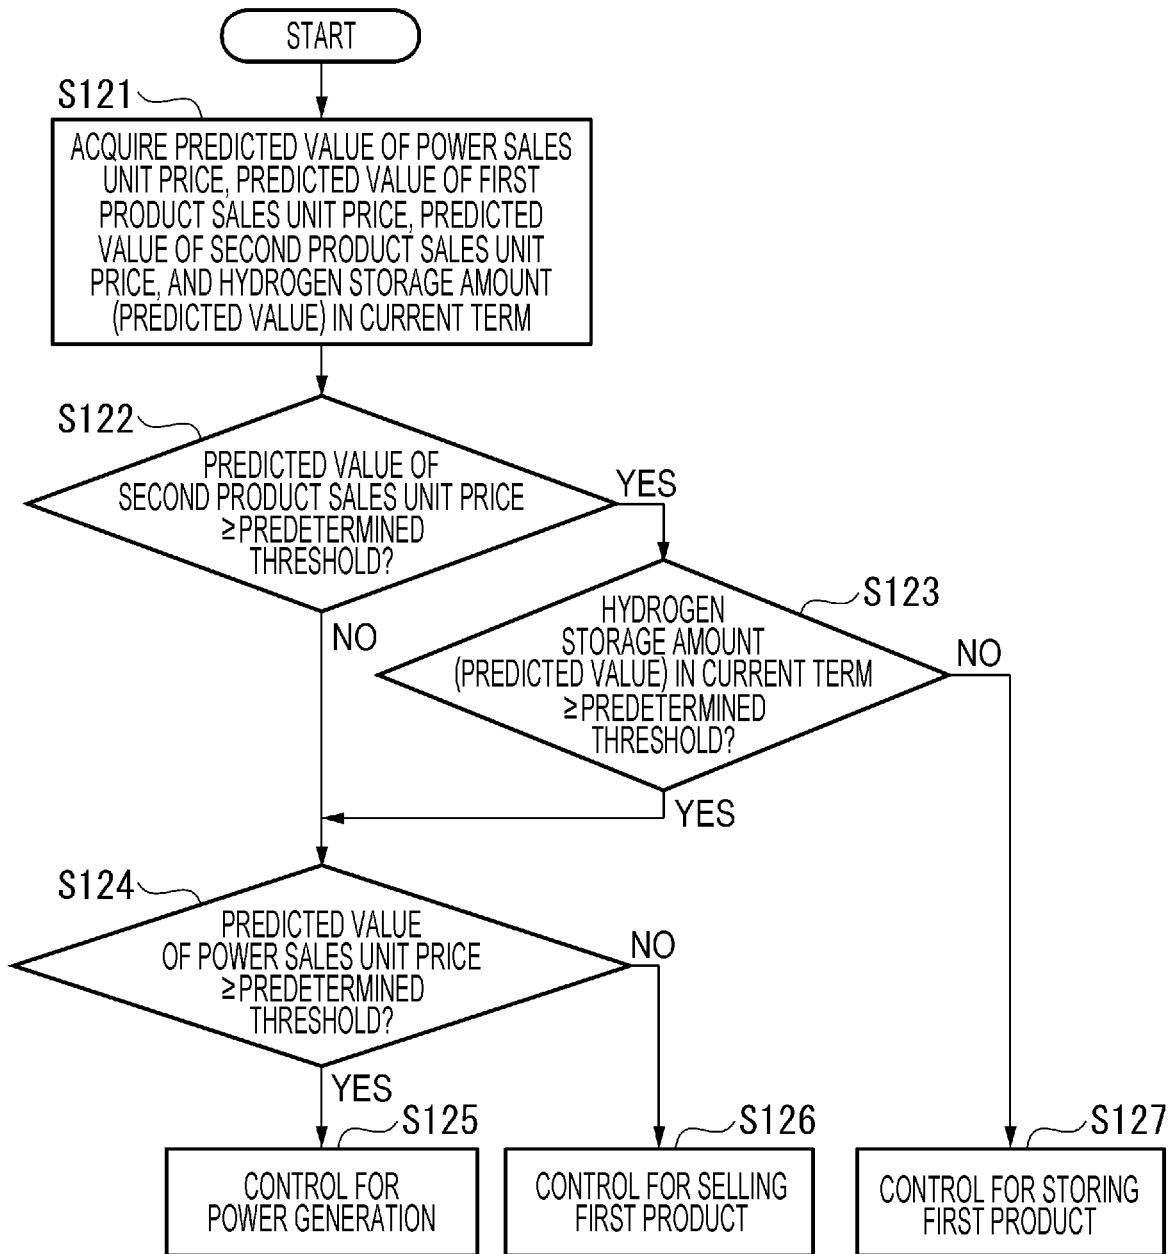 START
S121
ACQUIRE PREDICTED VALUE OF POWER SALES
UNIT PRICE, PREDICTED VALUE OF FIRST
PRODUCT SALES UNIT PRICE, PREDICTED
VALUE OF SECOND PRODUCT SALES UNIT
PRICE, AND HYDROGEN STORAGE AMOUNT
(PREDICTED VALUE) IN CURRENT TERM
S122
PREDICTED VALUE OF
SECOND PRODUCT SALES UNIT PRICE
≥PREDETERMINED
THRESHOLD?
YES
NO
S123
HYDROGEN
STORAGE AMOUNT
(PREDICTED VALUE) IN CURRENT TERM
≥PREDETERMINED
THRESHOLD?
NO
YES
S124
PREDICTED VALUE
OF POWER SALES UNIT PRICE
≥PREDETERMINED
THRESHOLD?
NO
YES
S125
CONTROL FOR
POWER GENERATION
S126
CONTROL FOR SELLING
FIRST PRODUCT
S127
CONTROL FOR STORING
FIRST PRODUCT